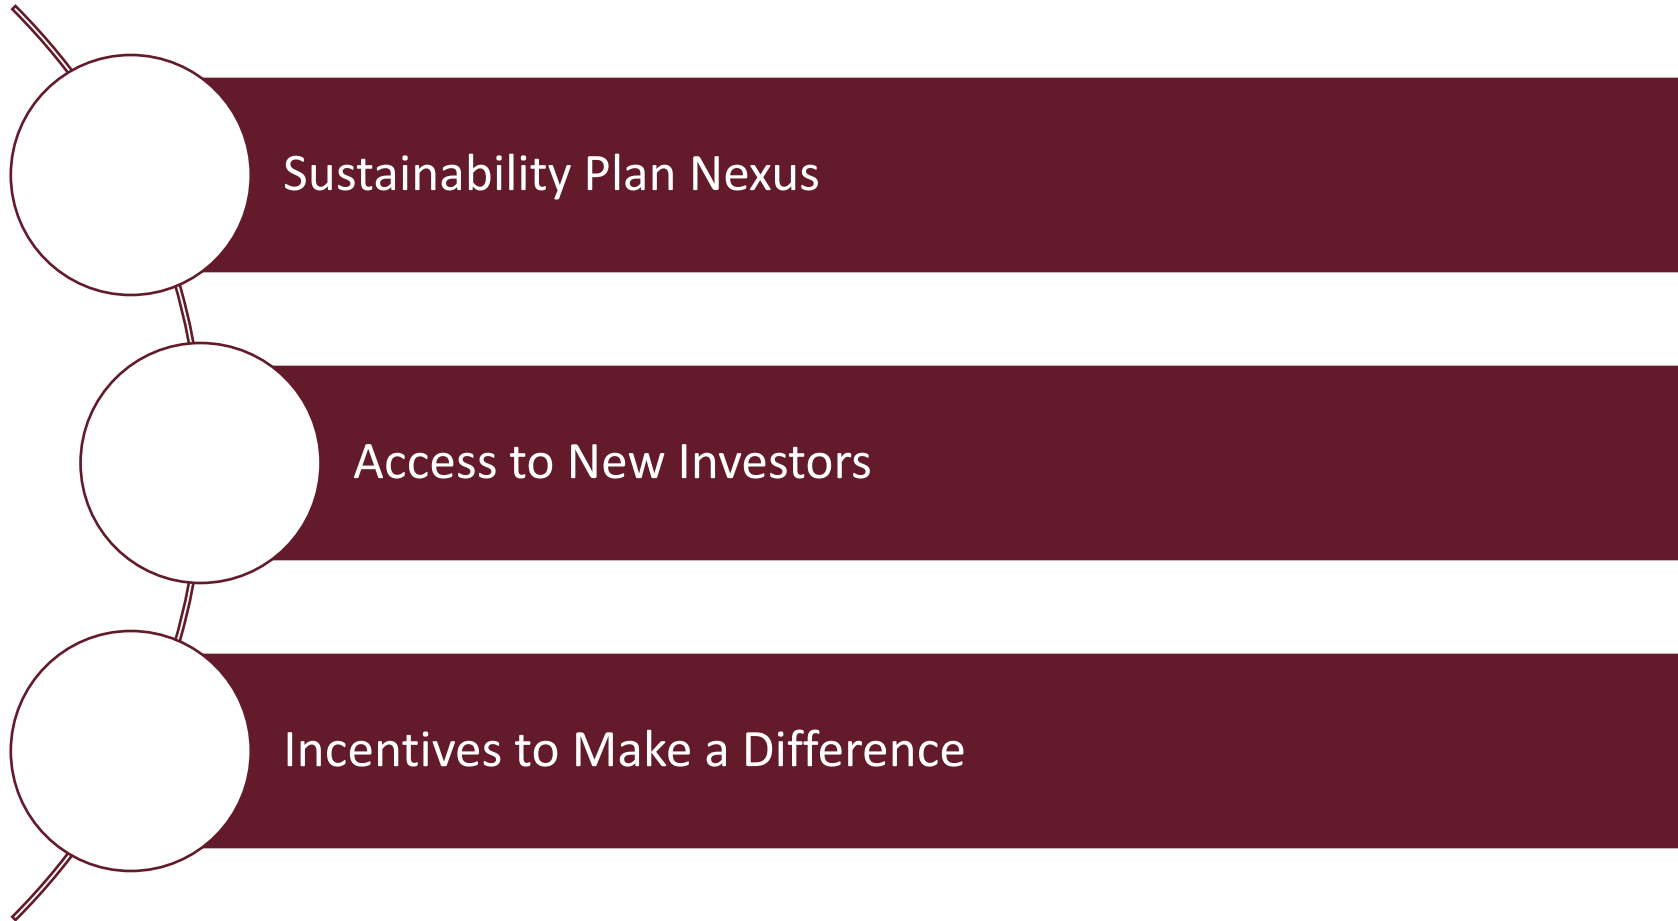 Sustainability Plan Nexus
Access to New Investors
Incentives to Make a Difference